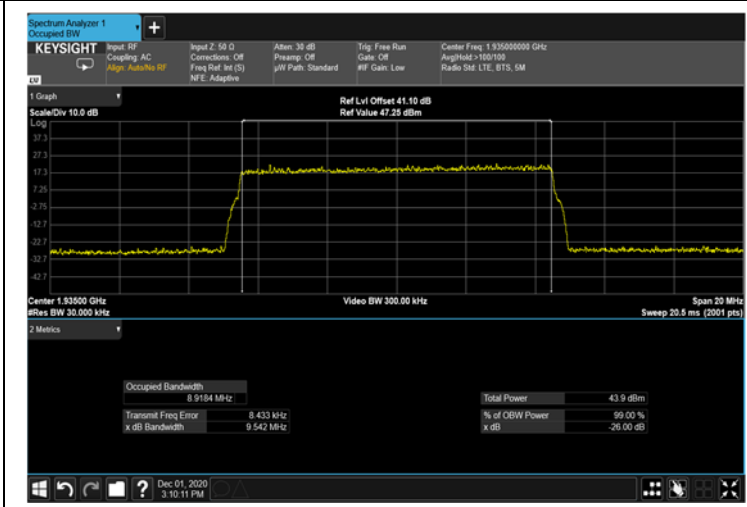 Spectrum Analyzer 1
Occupied BW
+
KEYSIGHT
Input: RF
Coupling: AC
Align: Auto/No RF
Input Z: 50 Ω
Corrections: Off
Freq Ref: Int (S)
NFE: Adaptive
Atten: 30 dB
Preamp: Off
µW Path: Standard
Trig: Free Run
Gate: Off
#IF Gain: Low
Center Freq: 1.935000000 GHz
Avg|Hold:>100/100
Radio Std: LTE, BTS, 5M
1 Graph
Scale/Div 10.0 dB
Ref Lvl Offset 41.10 dB
Ref Value 47.25 dBm
Log
37.3
27.3
17.3
7.25
-2.75
-12.7
-22.7
-32.7
-42.7
Center 1.93500 GHz
#Res BW 30.000 kHz
Video BW 300.00 kHz
Span 20 MHz
Sweep 20.5 ms (2001 pts)
2 Metrics
Occupied Bandwidth
8.9184 MHz
Transmit Freq Error 8.433 kHz
x dB Bandwidth 9.542 MHz
Total Power 43.9 dBm
% of OBW Power 99.00 %
x dB -26.00 dB
?
Dec 01, 2020
3:10:11 PM